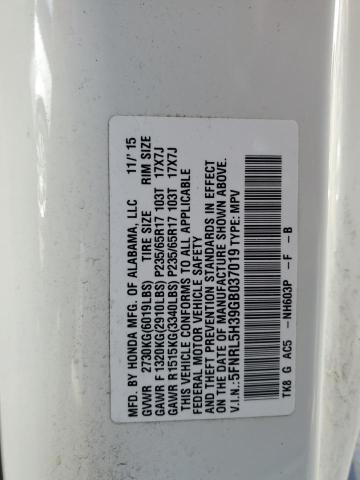 MFD. BY HONDA MFG. OF ALABAMA, LLC 11/'15
GVWR 2730KG(6019LBS) TIRE SIZE RIM SIZE
GAWR F 1320KG(2910LBS) P235/65R17 103T 17X7J
GAWR R1515KG(3340LBS) P235/65R17 103T 17X7J
THIS VEHICLE CONFORMS TO ALL APPLICABLE
FEDERAL MOTOR VEHICLE SAFETY
AND THEFT PREVENTION STANDARDS IN EFFECT
ON THE DATE OF MANUFACTURE SHOWN ABOVE.
V.I.N.: 5FNRL5H39GB037019 TYPE: MPV
TK8 G AC5 -NH603P -F -B